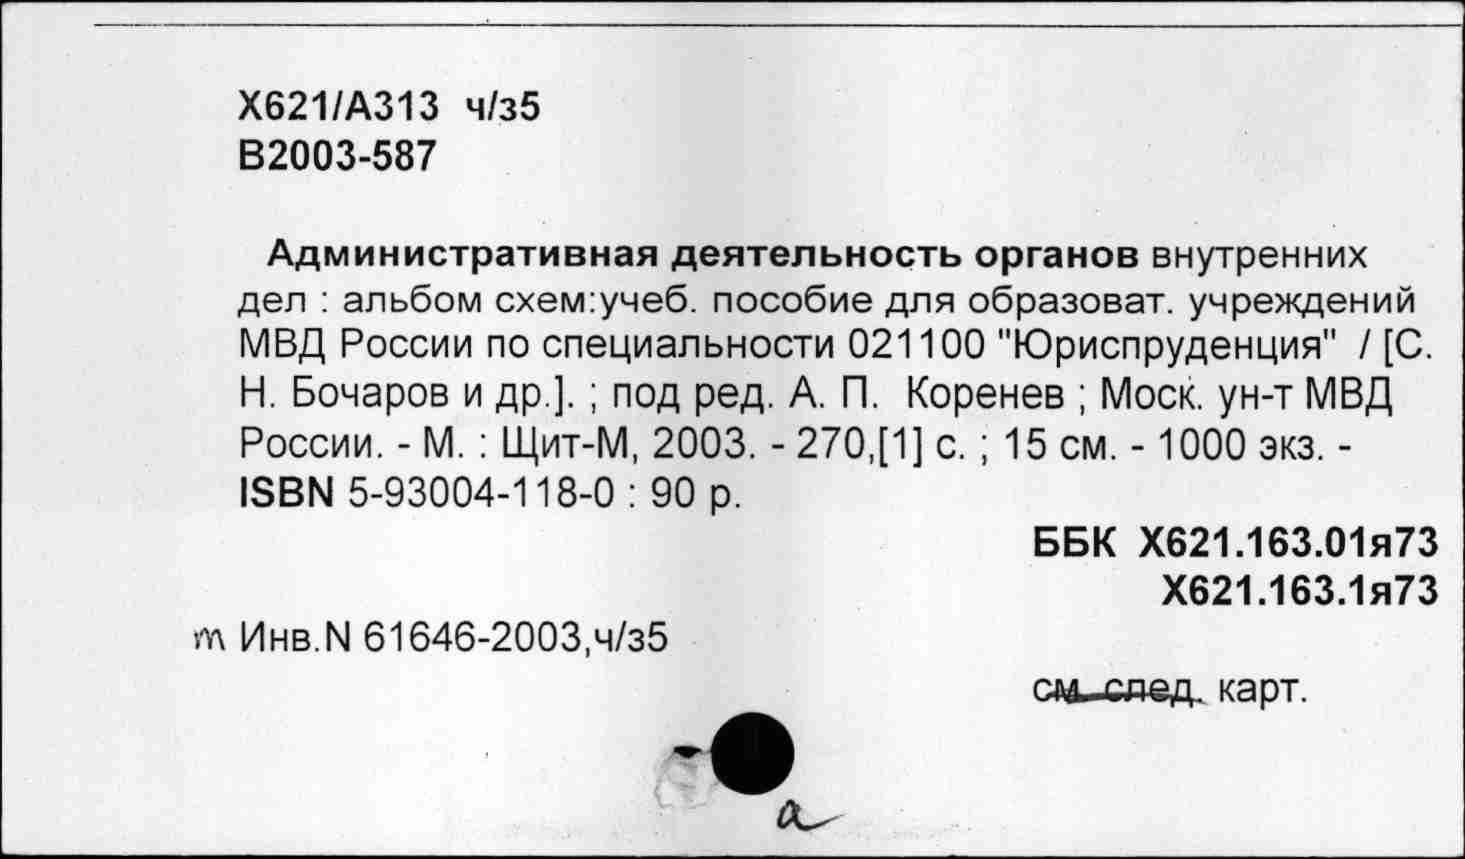 Х621/А313 ч/з5
В2003-587
Административная деятельность органов внутренних
дел : альбом схем:учеб. пособие для образоват. учреждений
МВД России по специальности 021100 "Юриспруденция" / [С.
Н. Бочаров и др.]. ; под ред. А. П. Коренев ; Моск. ун-т МВД
России. - М. : Щит-М, 2003. - 270,[1] с. ; 15 см. - 1000 экз. -
ISBN 5-93004-118-0 : 90 р.
ББК Х621.163.01я73
Х621.163.1я73
т Инв.N 61646-2003,ч/з5
см. след. карт.
а